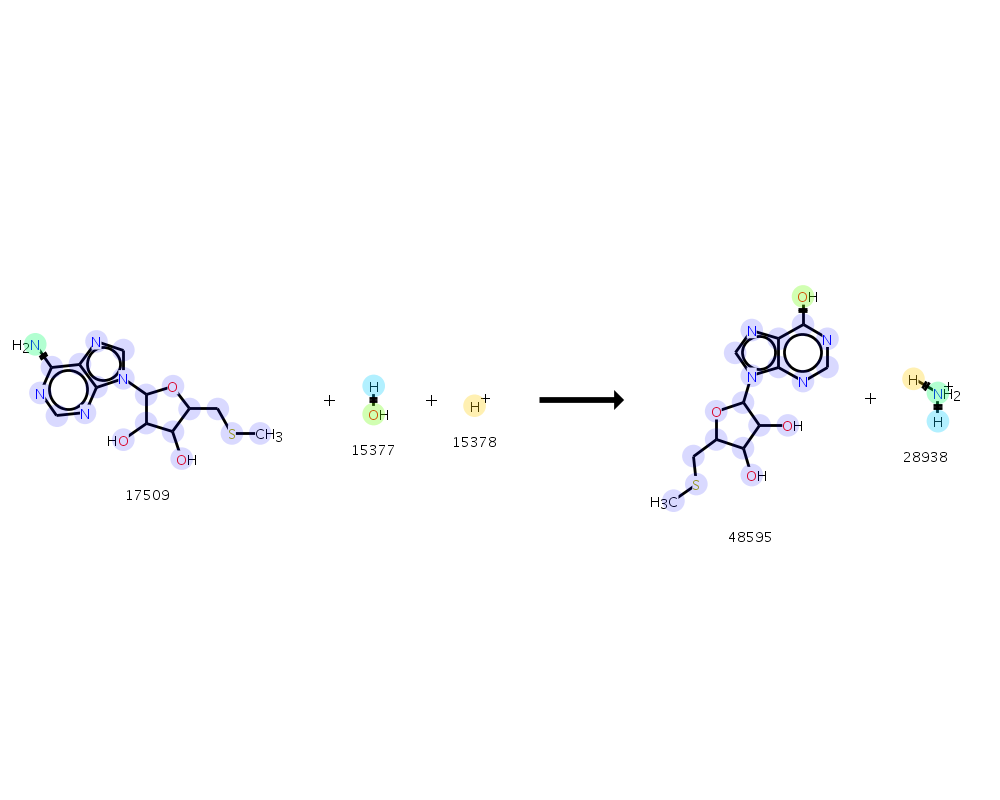 H2N
N
N
N
N
O
HO
OH
S
CH3
17509
+
H
OH
15377
+
H+
15378
OH
N
N
N
N
O
OH
OH
S
H3C
48595
+
H
NH2+
H
28938